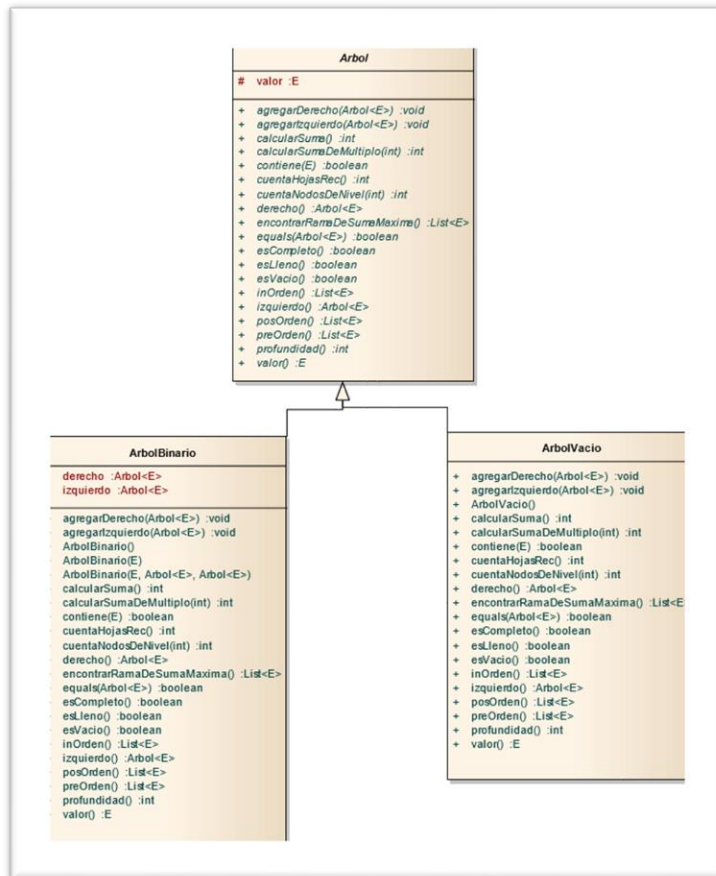 Arbol
# valor :E
+ agregarDerecho(Arbol<E>) :void
+ agregarIzquierdo(Arbol<E>) :void
+ calcularSuma() :int
+ calcularSumaDeMultiplo(int) :int
+ contiene(E) :boolean
+ cuentaHojasRec() :int
+ cuentaNodosDeNivel(int) :int
+ derecho() :Arbol<E>
+ encontrarRamaDeSumaMaxima() :List<E>
+ equals(Arbol<E>) :boolean
+ esCompleto() :boolean
+ esLleno() :boolean
+ esVacio() :boolean
+ inOrden() :List<E>
+ izquierdo() :Arbol<E>
+ posOrden() :List<E>
+ preOrden() :List<E>
+ profundidad() :int
+ valor() :E
ArbolBinario
derecho :Arbol<E>
izquierdo :Arbol<E>
agregarDerecho(Arbol<E>) :void
agregarIzquierdo(Arbol<E>) :void
ArbolBinario()
ArbolBinario(E)
ArbolBinario(E, Arbol<E>, Arbol<E>)
calcularSuma() :int
calcularSumaDeMultiplo(int) :int
contiene(E) :boolean
cuentaHojasRec() :int
cuentaNodosDeNivel(int) :int
derecho() :Arbol<E>
encontrarRamaDeSumaMaxima() :List<E>
equals(Arbol<E>) :boolean
esCompleto() :boolean
esLleno() :boolean
esVacio() :boolean
inOrden() :List<E>
izquierdo() :Arbol<E>
posOrden() :List<E>
preOrden() :List<E>
profundidad() :int
valor() :E
ArbolVacio
+ agregarDerecho(Arbol<E>) :void
+ agregarIzquierdo(Arbol<E>) :void
+ ArbolVacio()
+ calcularSuma() :int
+ calcularSumaDeMultiplo(int) :int
+ contiene(E) :boolean
+ cuentaHojasRec() :int
+ cuentaNodosDeNivel(int) :int
+ derecho() :Arbol<E>
+ encontrarRamaDeSumaMaxima() :List<E
+ equals(Arbol<E>) :boolean
+ esCompleto() :boolean
+ esLleno() :boolean
+ esVacio() :boolean
+ inOrden() :List<E>
+ izquierdo() :Arbol<E>
+ posOrden() :List<E>
+ preOrden() :List<E>
+ profundidad() :int
+ valor() :E